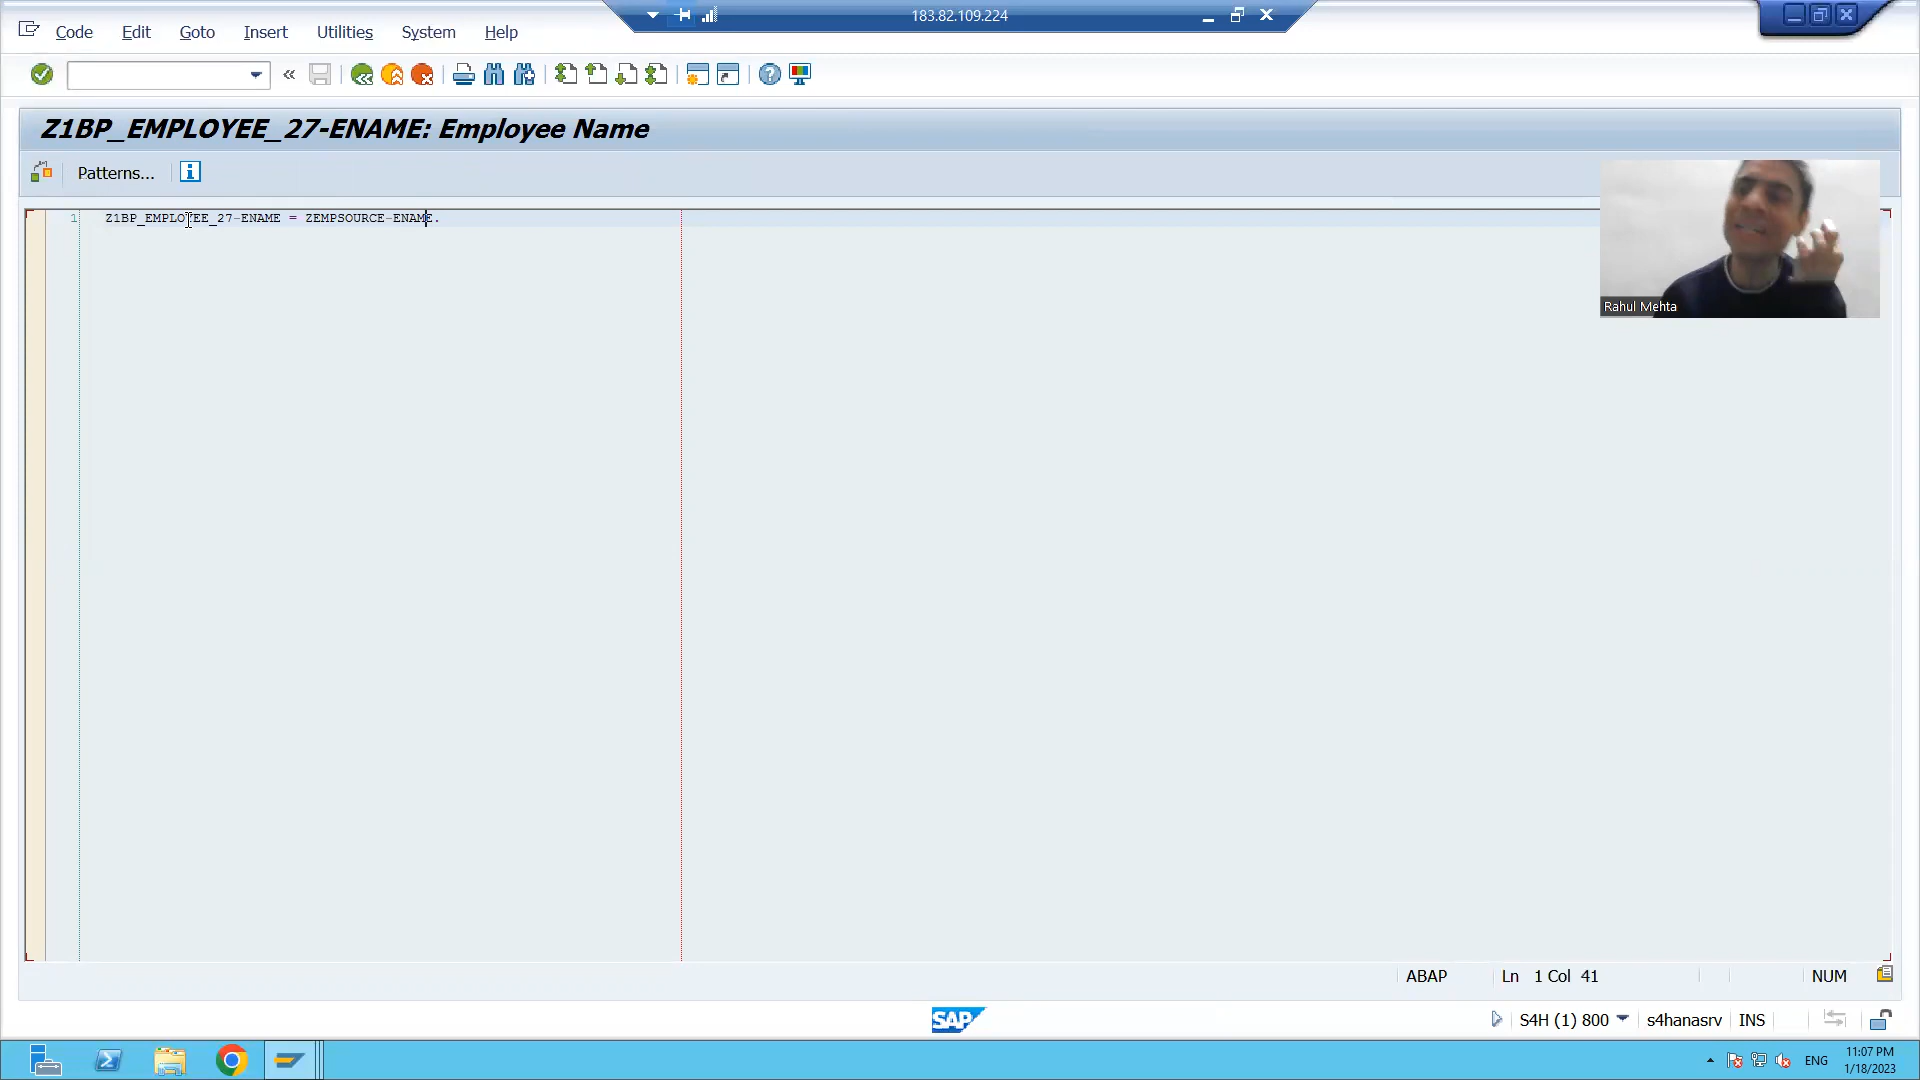 183.82.109.224
Code Edit Goto Insert Utilities System Help
Z1BP_EMPLOYEE_27-ENAME: Employee Name
Patterns...
1 Z1BP_EMPLOYEE_27-ENAME = ZEMPSOURCE-ENAME.
Rahul Mehta
ABAP Ln 1 Col 41 NUM
SAP S4H (1) 800 s4hanasrv INS
ENG 11:07 PM
1/18/2023